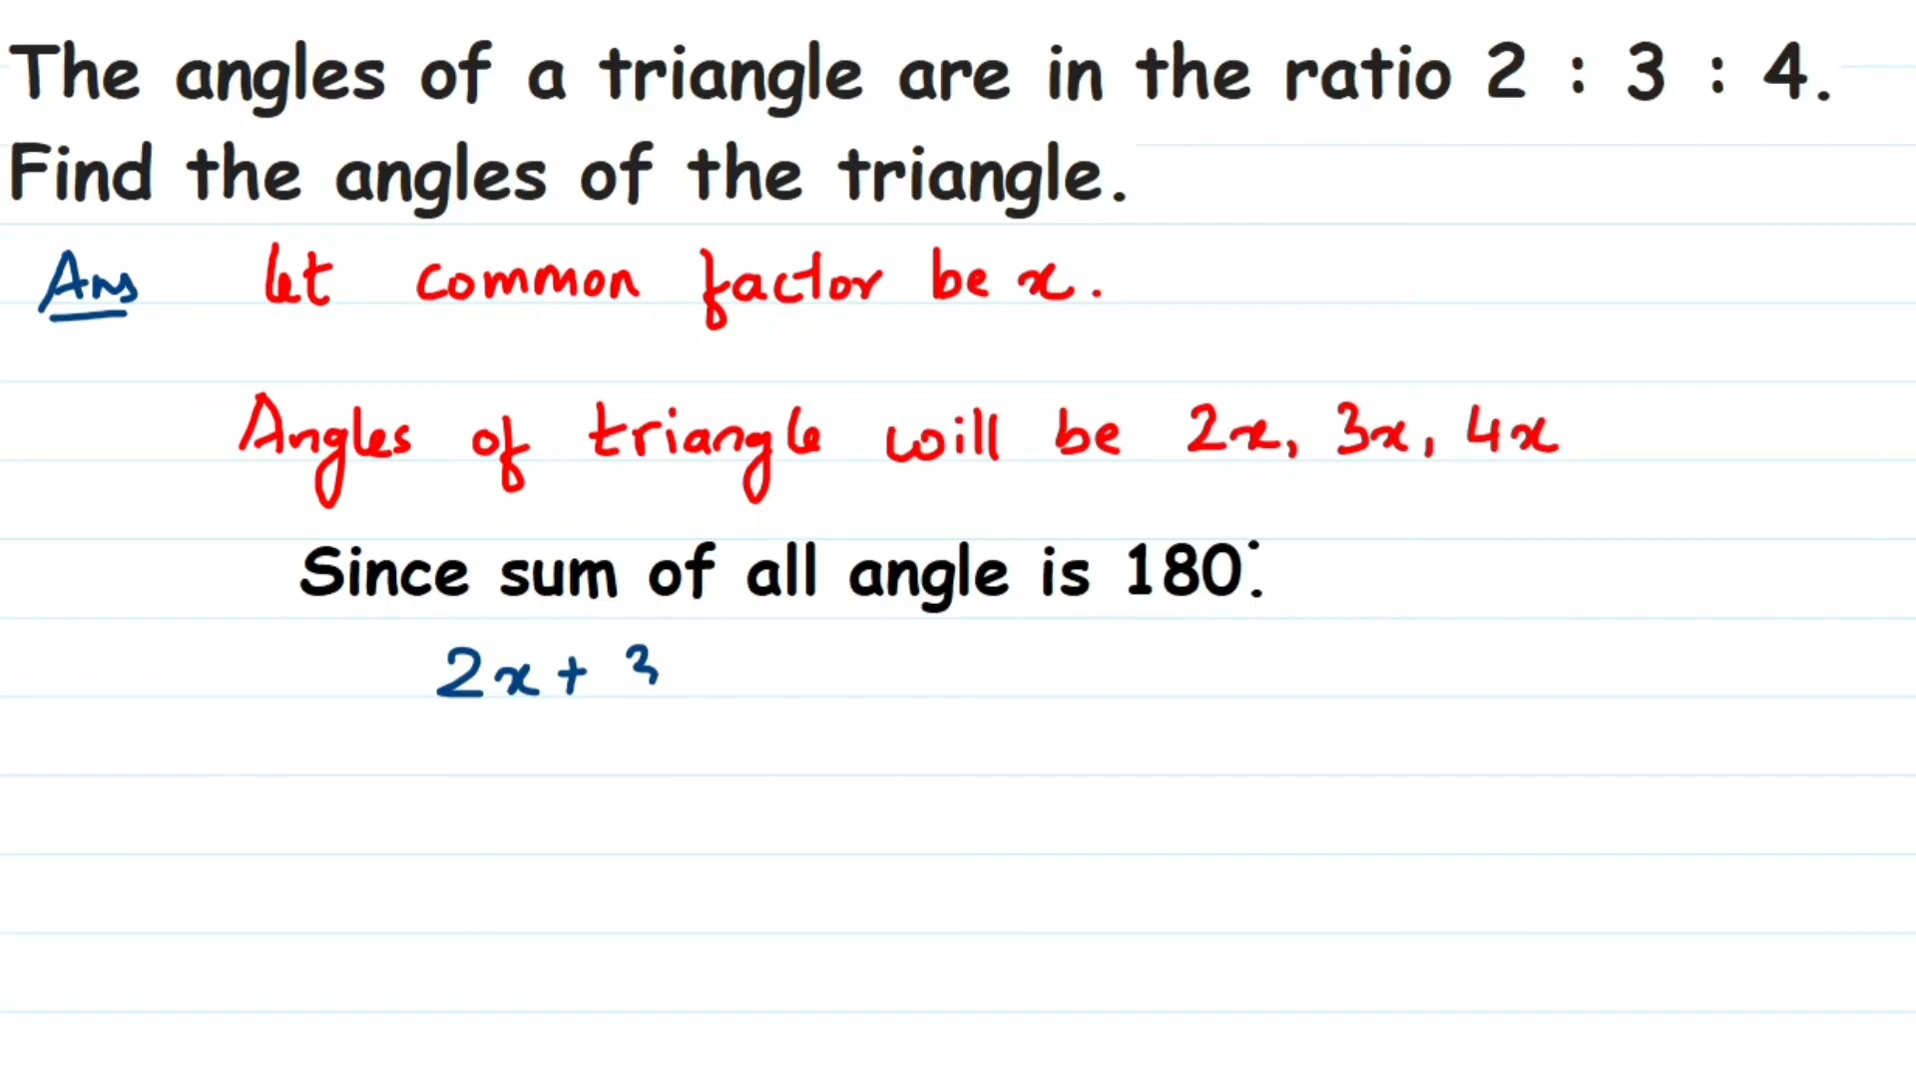 The angles of a triangle are in the ratio 2 : 3 : 4.
Find the angles of the triangle.
Ans let common factor be x.
Angles of triangle will be 2x, 3x, 4x
Since sum of all angle is 180°.
2x + 3